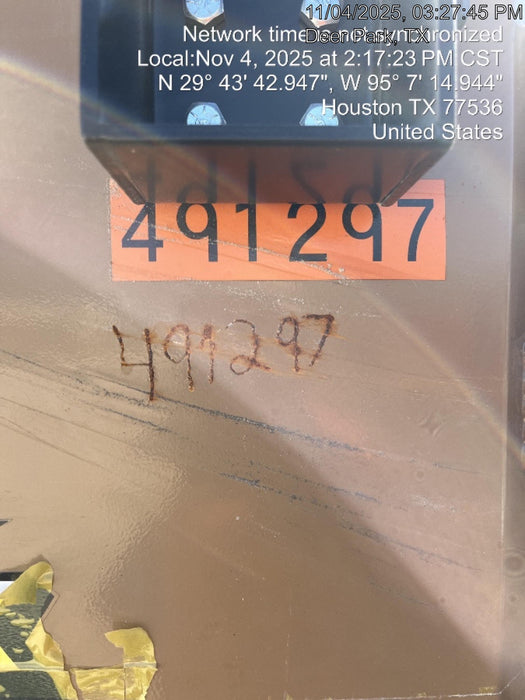 11/04/2025, 03:27:45 PM
Network time is not synchronized
Deer Park, TX
Local:Nov 4, 2025 at 2:17:23 PM CST
N 29° 43' 42.947", W 95° 7' 14.944"
Houston TX 77536
United States
491297
491297